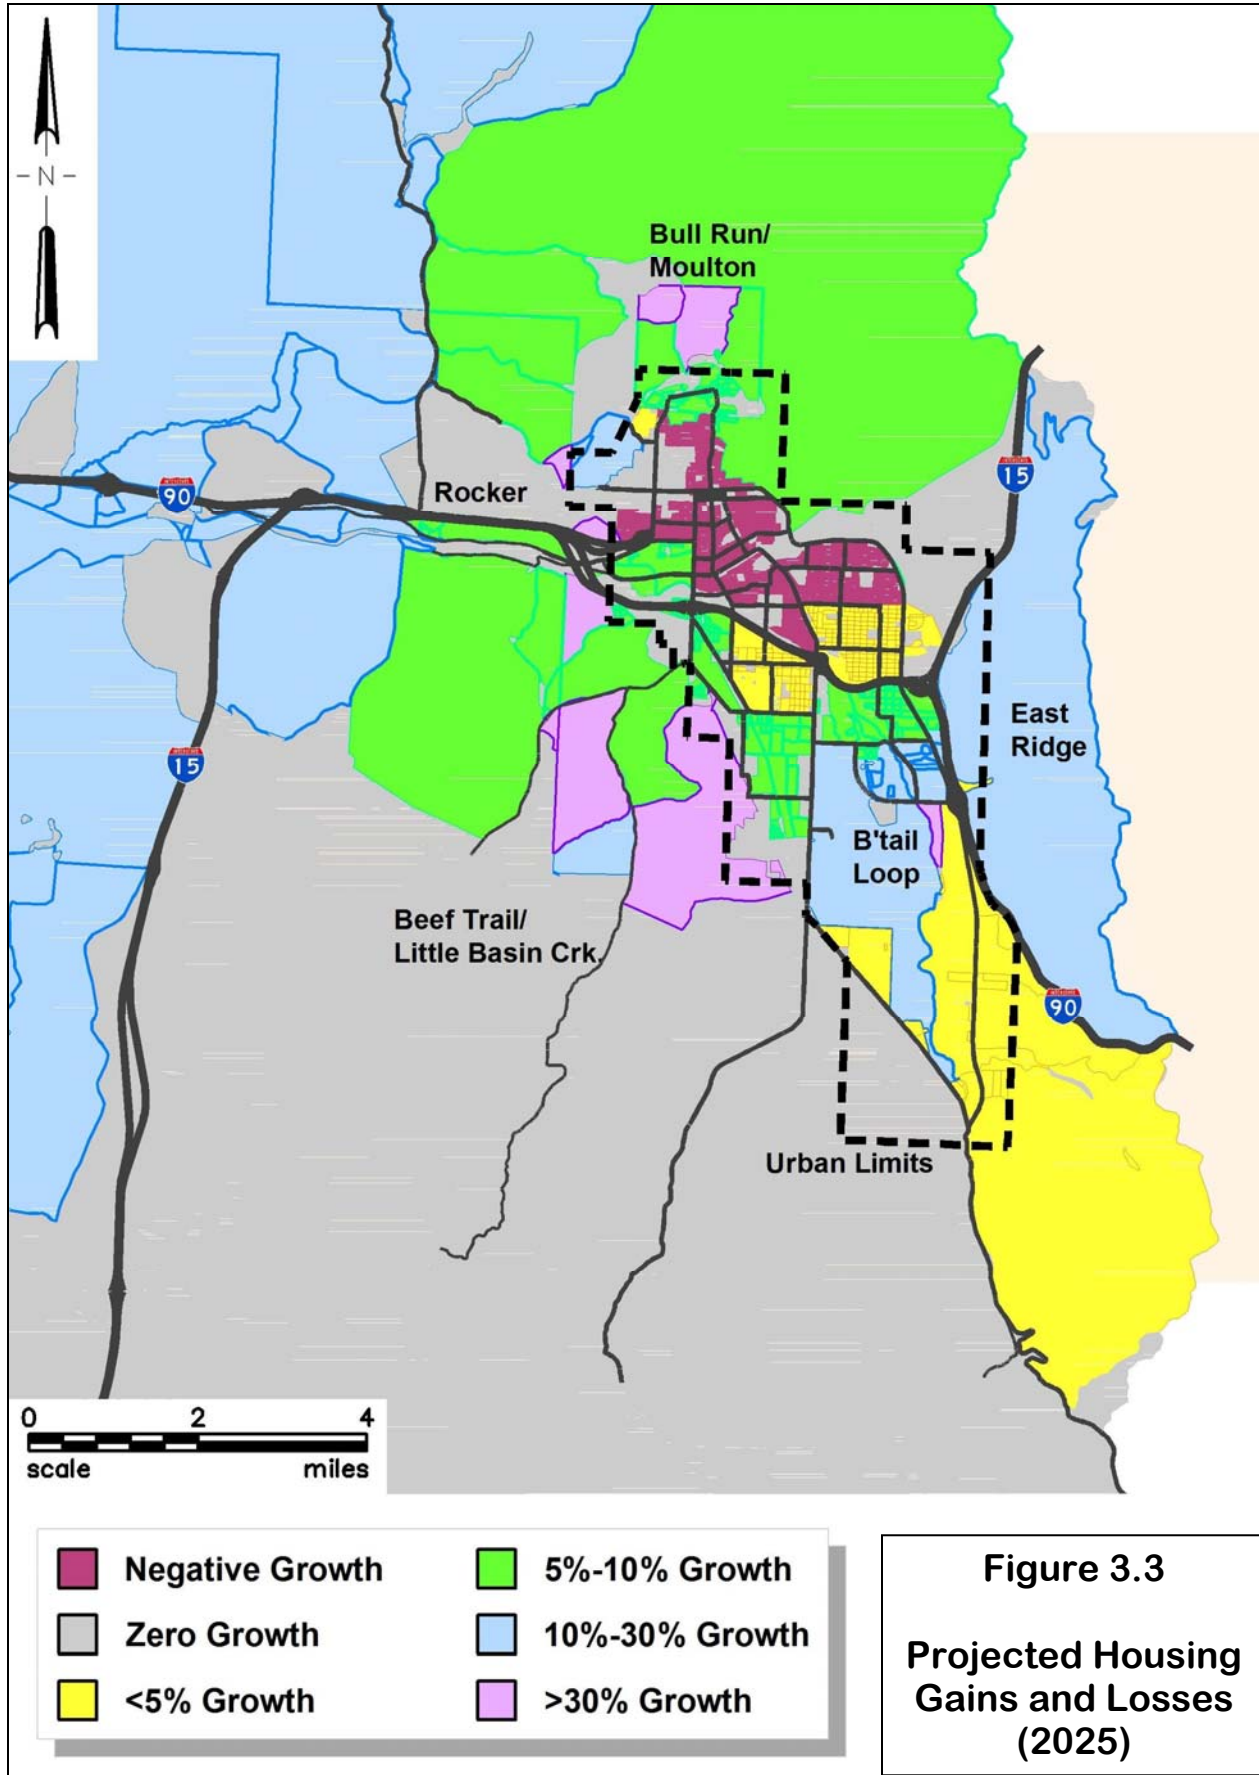 - N -
Bull Run/
Moulton
15
90
Rocker
East
Ridge
15
B'tail
Loop
Beef Trail/
Little Basin Crk.
90
Urban Limits
0 2 4
scale miles
Negative Growth
Zero Growth
<5% Growth
5%-10% Growth
10%-30% Growth
>30% Growth
Figure 3.3
Projected Housing
Gains and Losses
(2025)